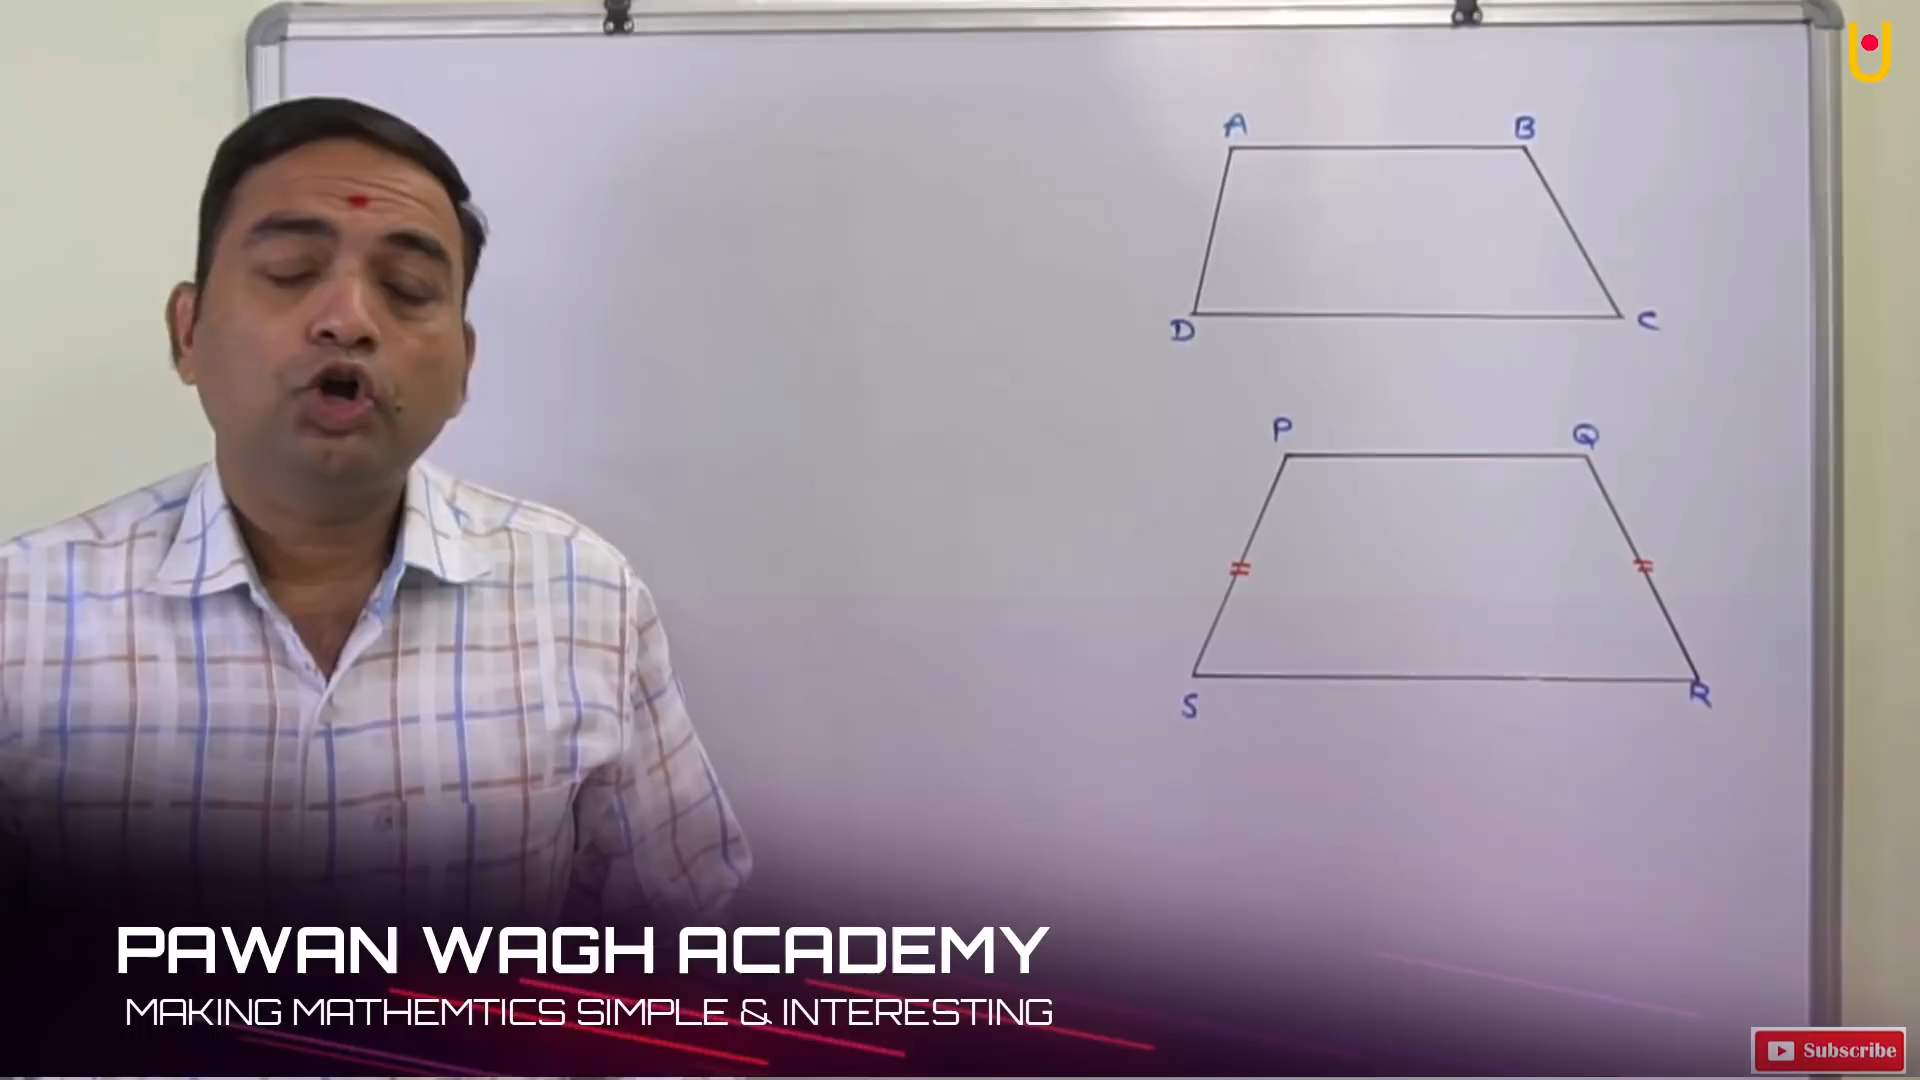 A B
D C
P Q
S R
PAWAN WAGH ACADEMY
MAKING MATHEMTICS SIMPLE & INTERESTING
Subscribe